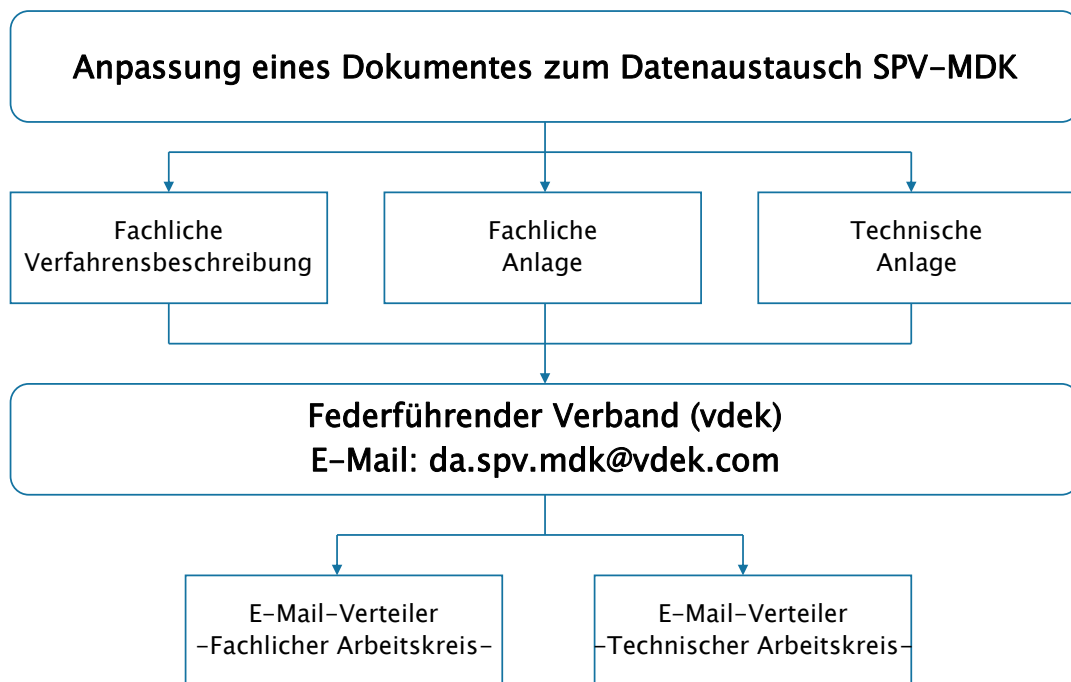 Anpassung eines Dokumentes zum Datenaustausch SPV-MDK
Fachliche
Verfahrensbeschreibung
Fachliche
Anlage
Technische
Anlage
Federführender Verband (vdek)
E-Mail: da.spv.mdk@vdek.com
E-Mail-Verteiler
-Fachlicher Arbeitskreis-
E-Mail-Verteiler
-Technischer Arbeitskreis-